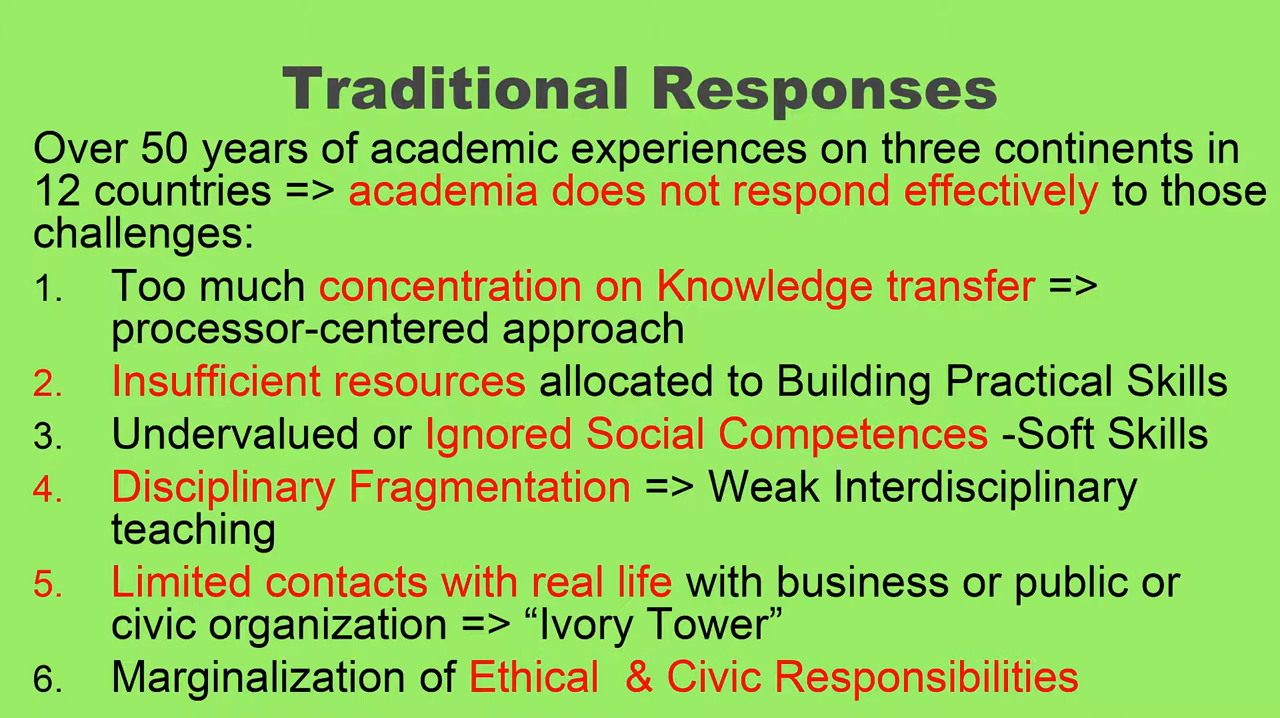 Traditional Responses
Over 50 years of academic experiences on three continents in
12 countries => academia does not respond effectively to those
challenges:
1. Too much concentration on Knowledge transfer =>
processor-centered approach
2. Insufficient resources allocated to Building Practical Skills
3. Undervalued or Ignored Social Competences -Soft Skills
4. Disciplinary Fragmentation => Weak Interdisciplinary
teaching
5. Limited contacts with real life with business or public or
civic organization => “Ivory Tower”
6. Marginalization of Ethical & Civic Responsibilities